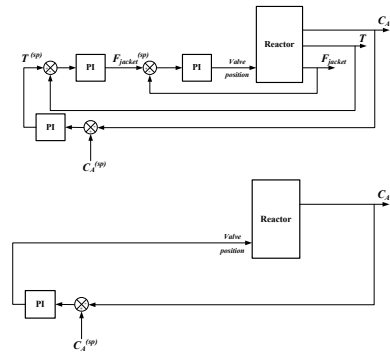 C_A
T^(sp)
PI
F_jacket^(sp)
PI
Valve
position
Reactor
T
F_jacket
PI
C_A^(sp)
C_A
Reactor
Valve
position
PI
C_A^(sp)